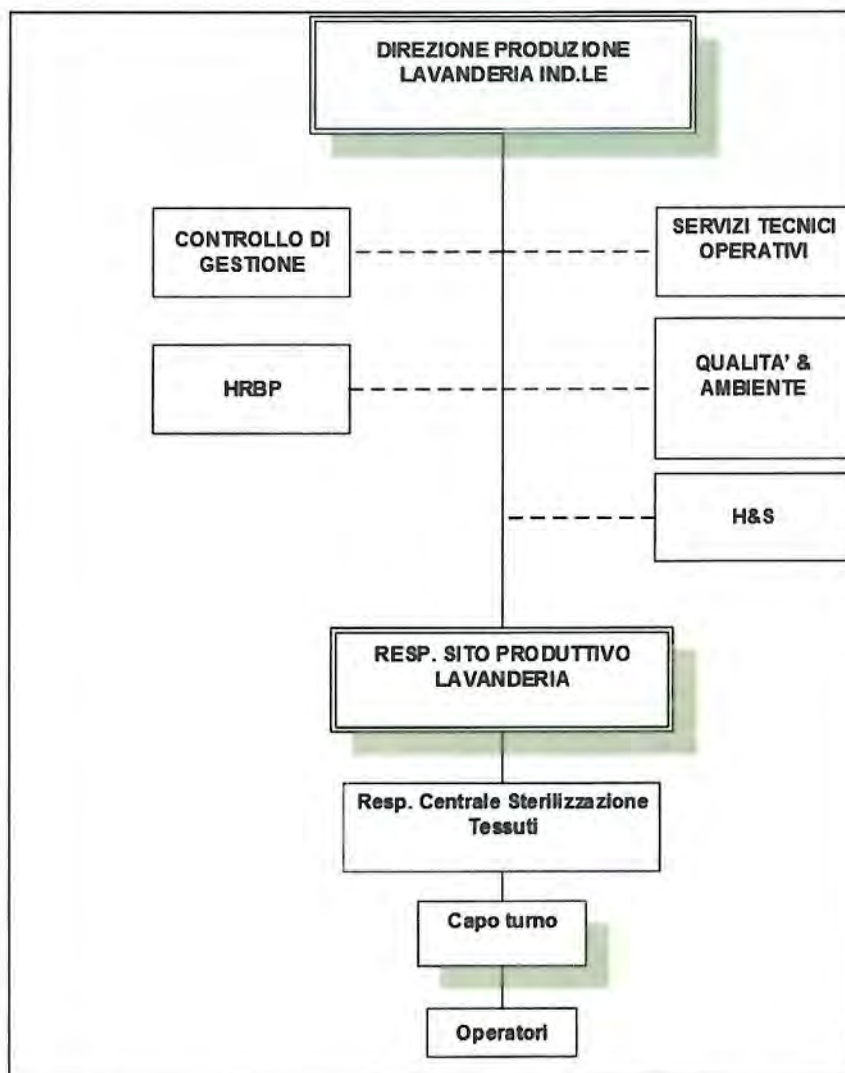 DIREZIONE PRODUZIONE
LAVANDERIA IND.LE
CONTROLLO DI
GESTIONE
SERVIZI TECNICI
OPERATIVI
HRBP
QUALITA' &
AMBIENTE
H&S
RESP. SITO PRODUTTIVO
LAVANDERIA
Resp. Centrale Sterilizzazione
Tessuti
Capo turno
Operatori